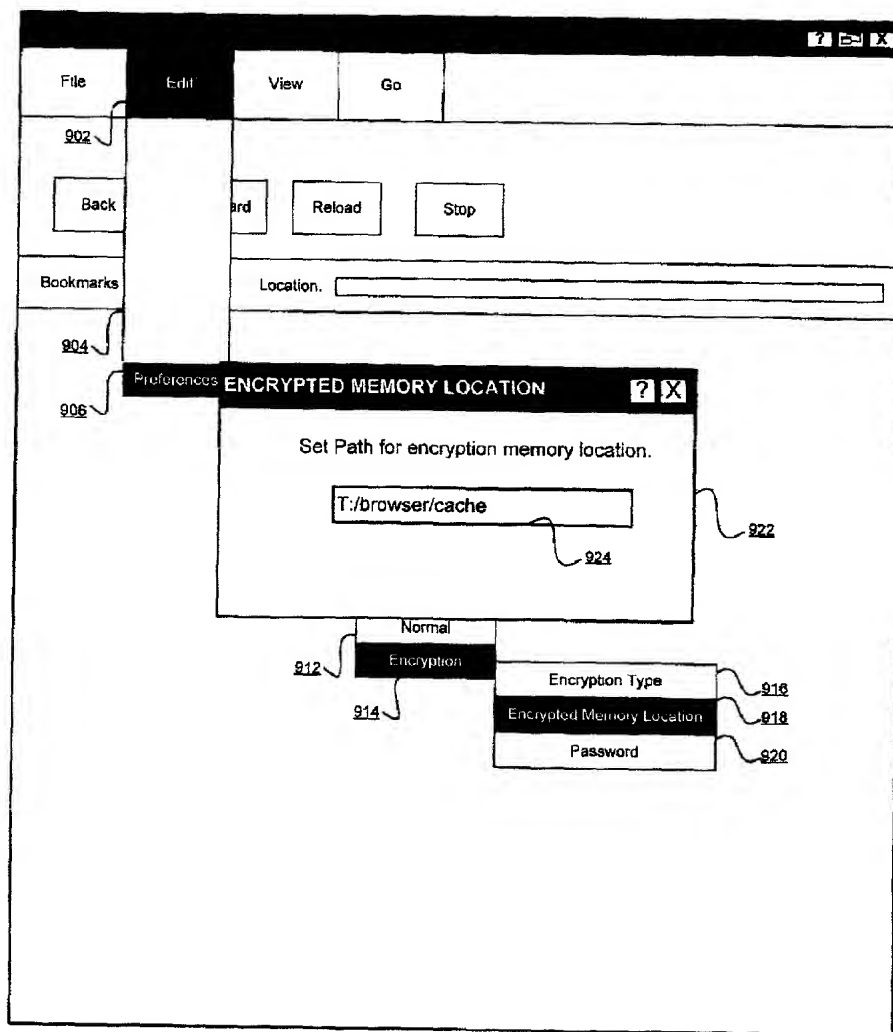 ? X
File Edit View Go
902
Back ard Reload Stop
Bookmarks Location.
904
Preferences
906
ENCRYPTED MEMORY LOCATION ? X
Set Path for encryption memory location.
T:/browser/cache
922
924
Normal
912
Encryption
914
Encryption Type
916
Encrypted Memory Location
918
Password
920